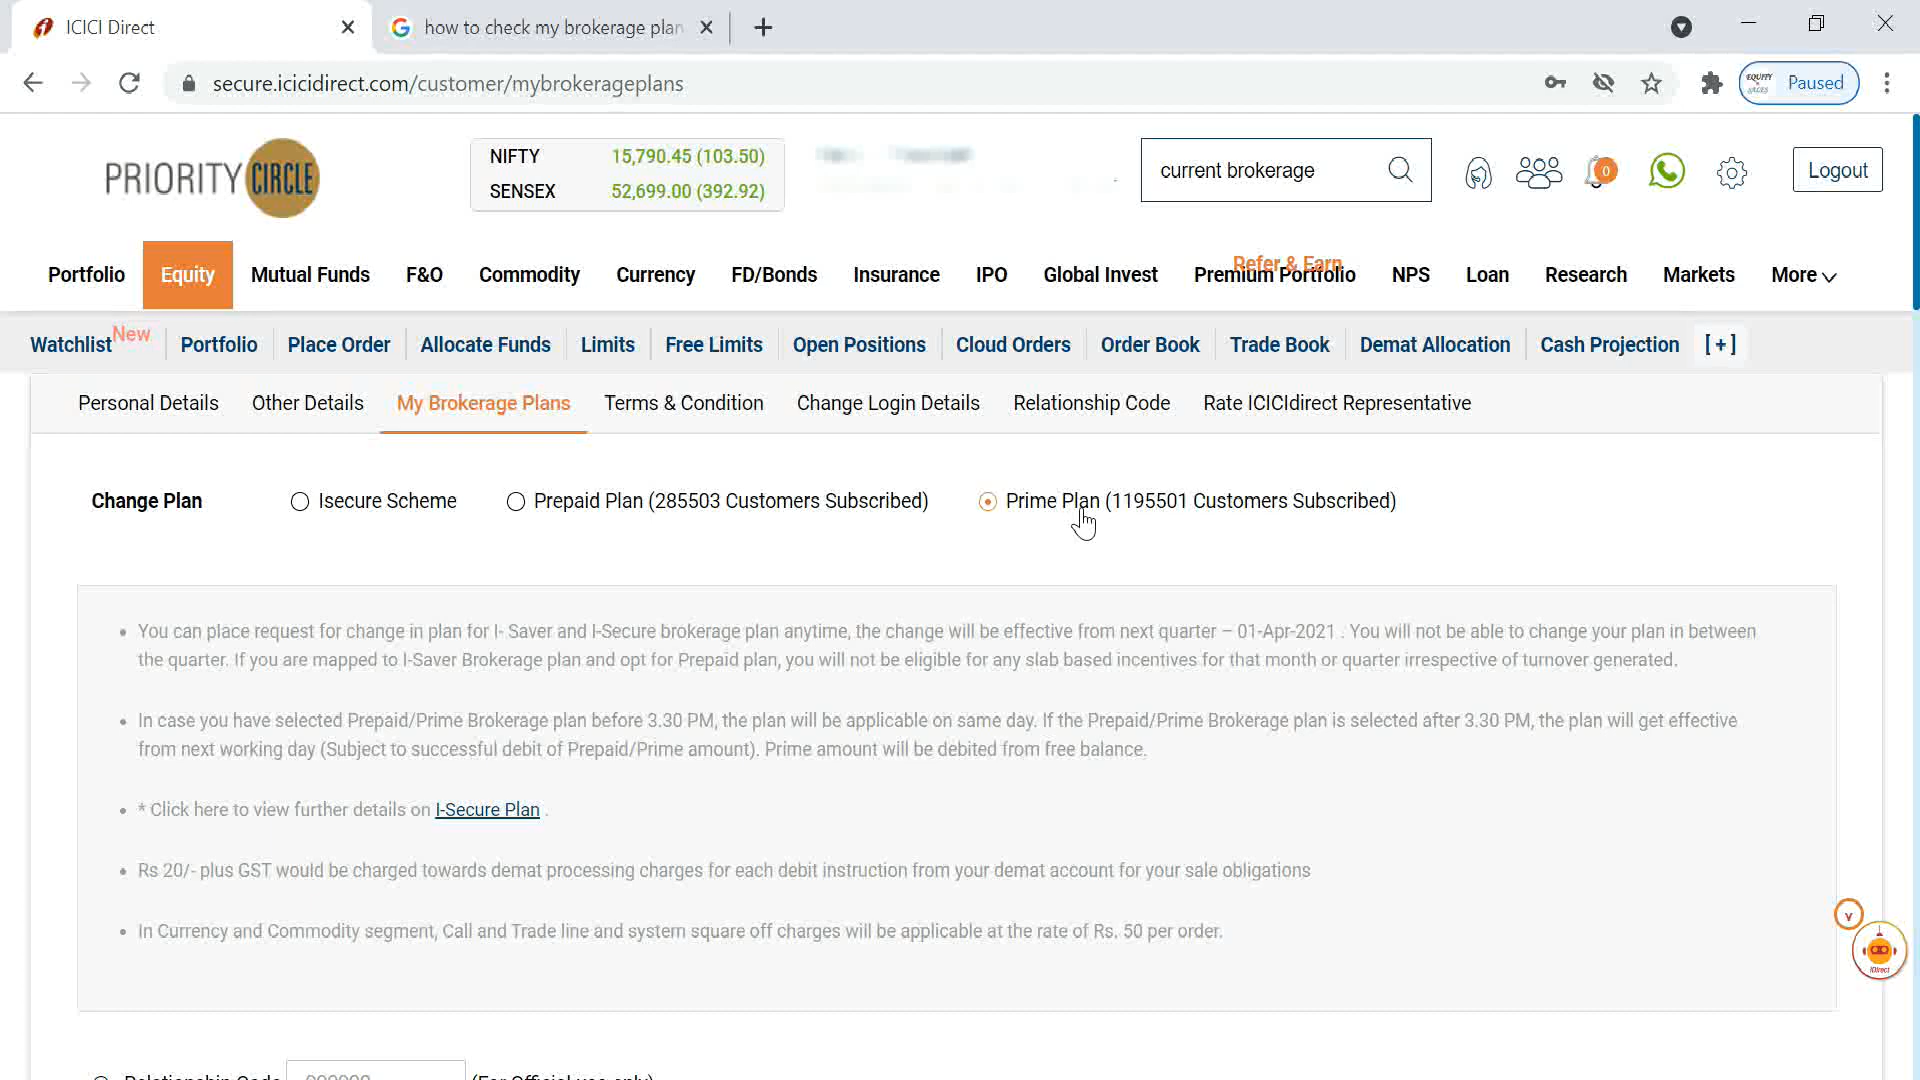 ICICI Direct
how to check my brokerage plan
secure.icicidirect.com/customer/mybrokerageplans
EQUITY
SALES
Paused
PRIORITY CIRCLE
NIFTY 15,790.45 (103.50)
SENSEX 52,699.00 (392.92)
current brokerage
0
Logout
Refer & Earn
Portfolio Equity Mutual Funds F&O Commodity Currency FD/Bonds Insurance IPO Global Invest Premium Portfolio NPS Loan Research Markets More
Watchlist New Portfolio Place Order Allocate Funds Limits Free Limits Open Positions Cloud Orders Order Book Trade Book Demat Allocation Cash Projection [ + ]
Personal Details Other Details My Brokerage Plans Terms & Condition Change Login Details Relationship Code Rate ICICIdirect Representative
Change Plan Isecure Scheme Prepaid Plan (285503 Customers Subscribed) Prime Plan (1195501 Customers Subscribed)
• You can place request for change in plan for I- Saver and I-Secure brokerage plan anytime, the change will be effective from next quarter – 01-Apr-2021 . You will not be able to change your plan in between
the quarter. If you are mapped to I-Saver Brokerage plan and opt for Prepaid plan, you will not be eligible for any slab based incentives for that month or quarter irrespective of turnover generated.
• In case you have selected Prepaid/Prime Brokerage plan before 3.30 PM, the plan will be applicable on same day. If the Prepaid/Prime Brokerage plan is selected after 3.30 PM, the plan will get effective
from next working day (Subject to successful debit of Prepaid/Prime amount). Prime amount will be debited from free balance.
• * Click here to view further details on I-Secure Plan .
• Rs 20/- plus GST would be charged towards demat processing charges for each debit instruction from your demat account for your sale obligations
• In Currency and Commodity segment, Call and Trade line and system square off charges will be applicable at the rate of Rs. 50 per order.
iDirect
Relationship Code 000000 (For Official use only)